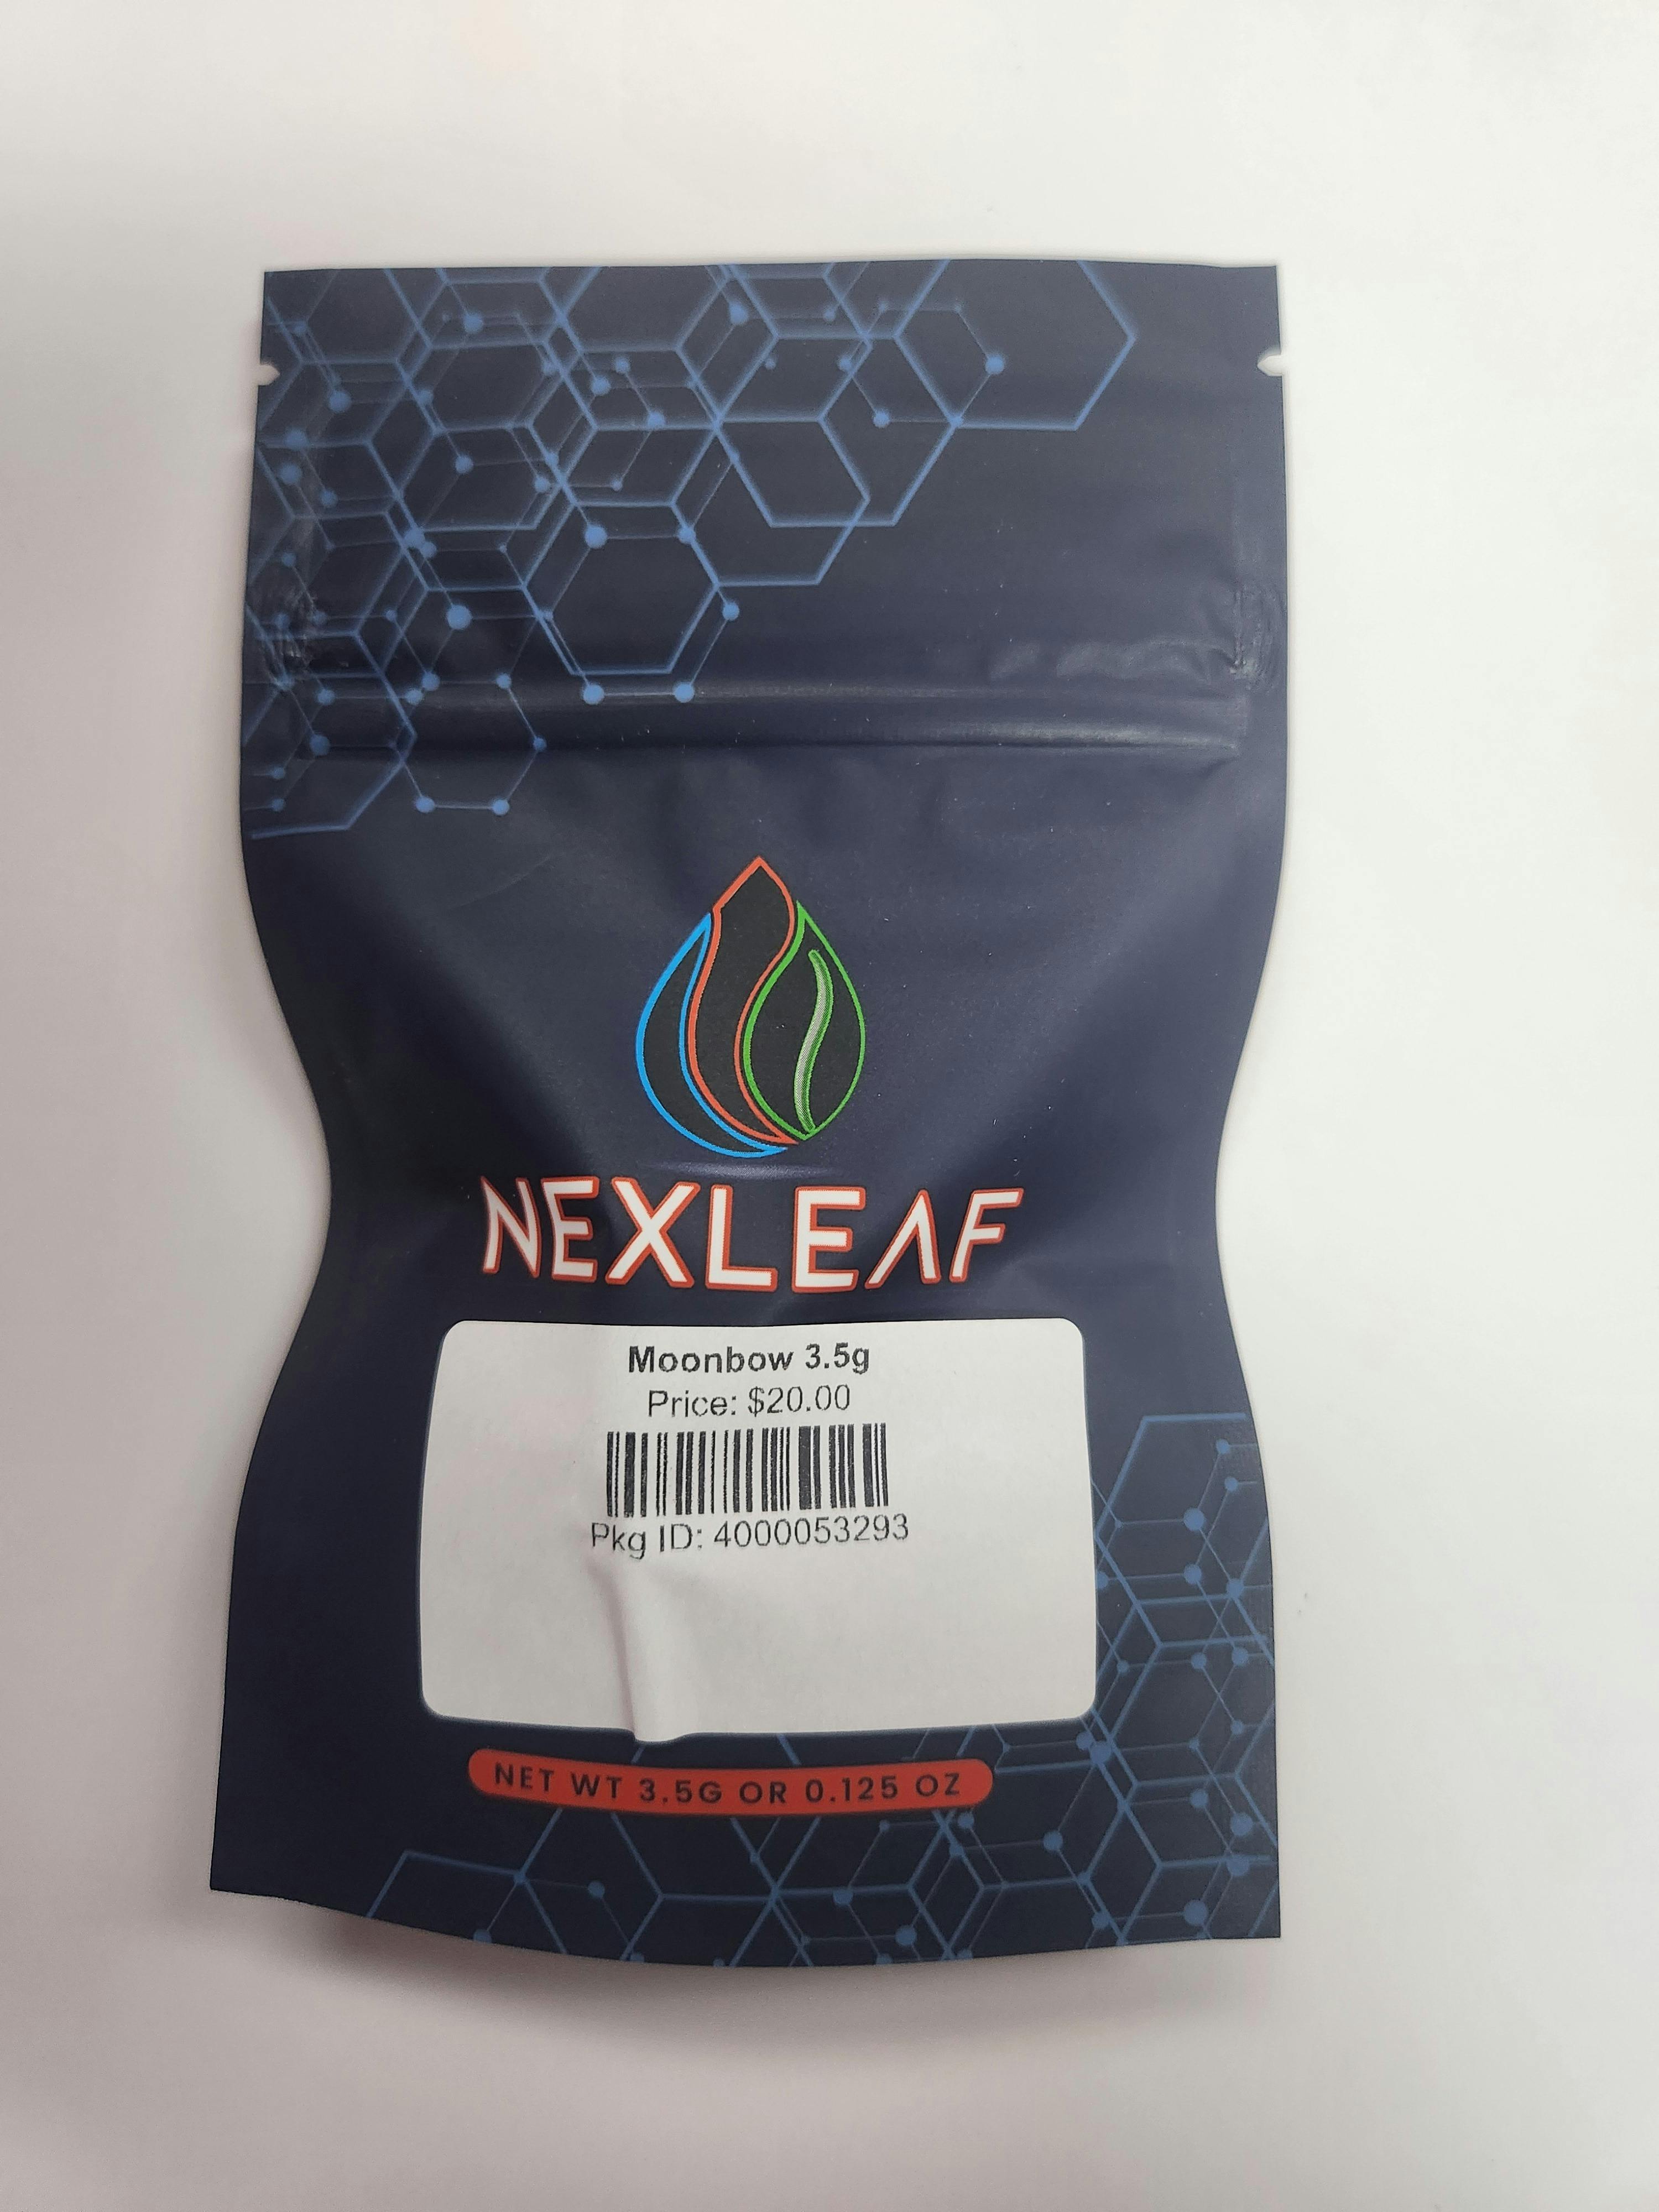 NEXLEAF
Moonbow 3.5g
Price: $20.00
Pkg ID: 4000053293
NET WT 3.5G OR 0.125 OZ